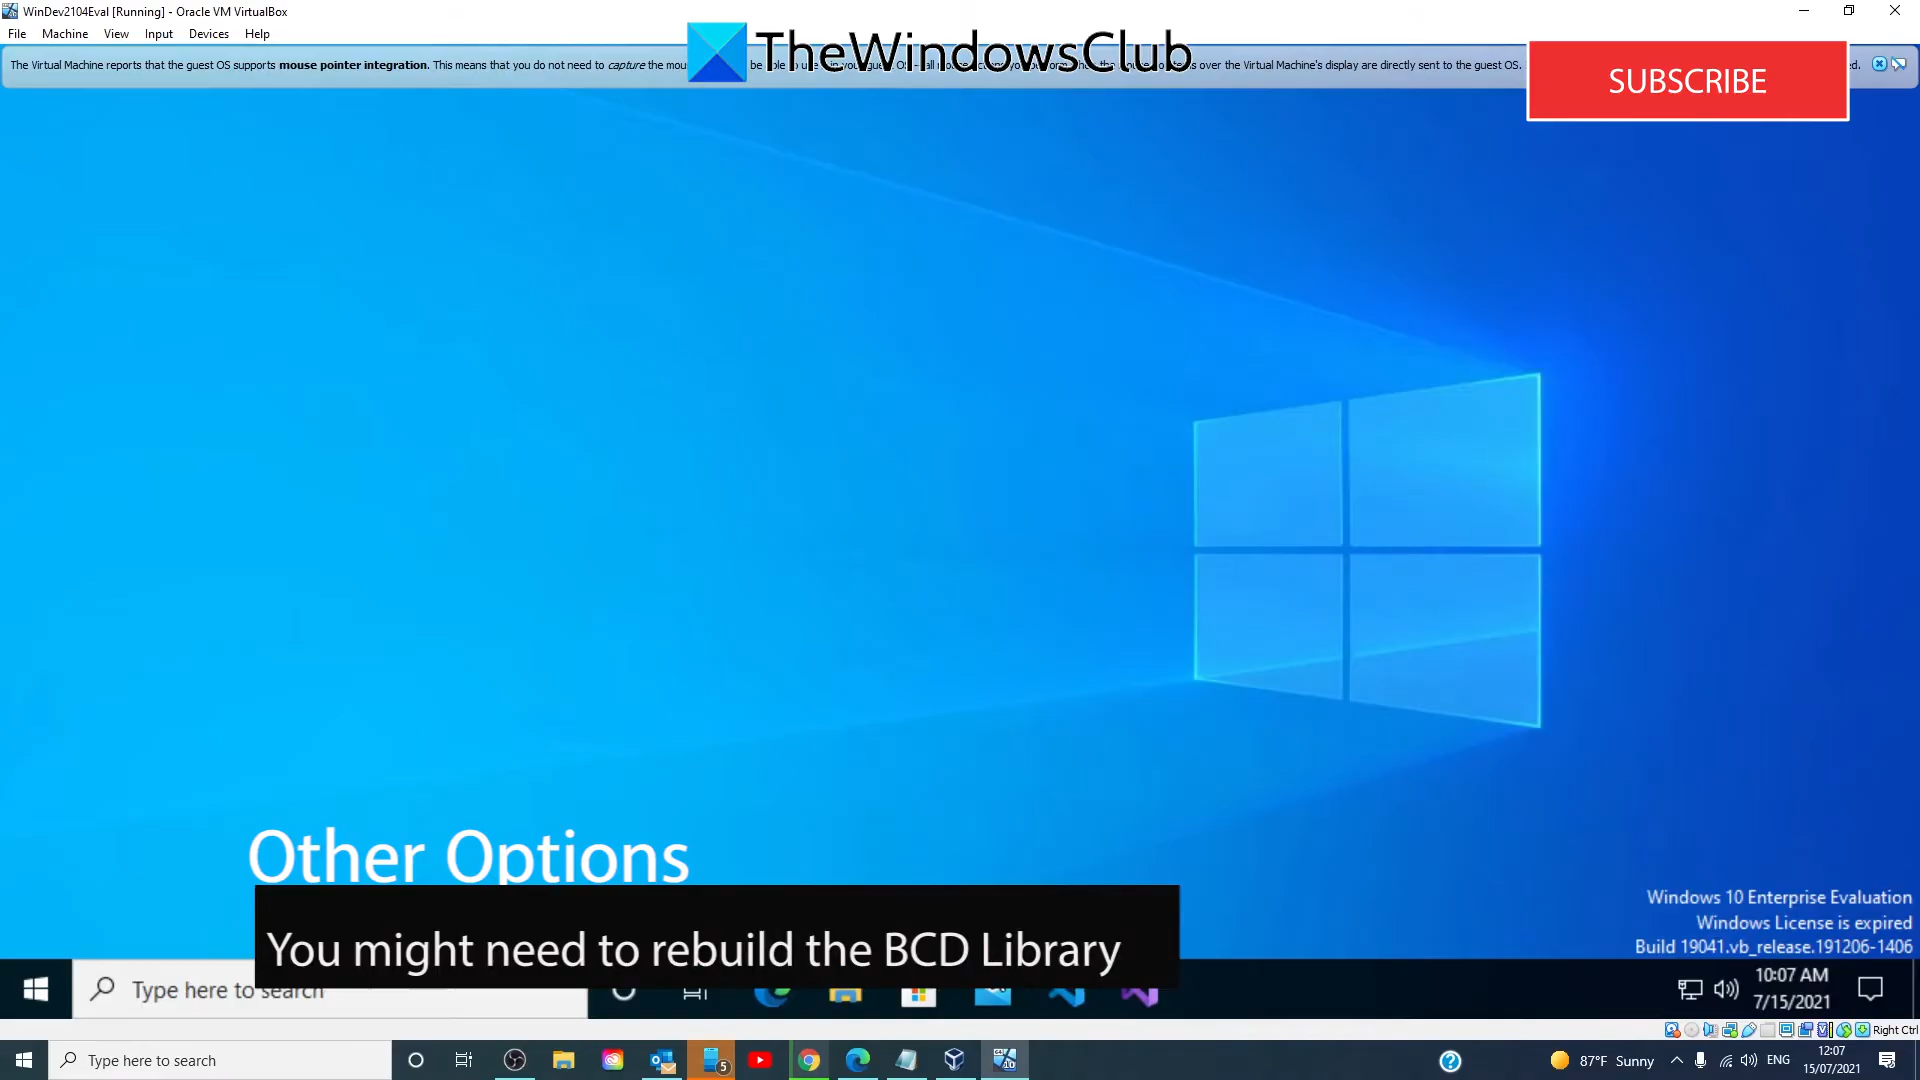 WinDev2104Eval [Running] - Oracle VM VirtualBox
File Machine View Input Devices Help
TheWindowsClub
The Virtual Machine reports that the guest OS supports mouse pointer integration. This means that you do not need to capture the mou
over the Virtual Machine's display are directly sent to the guest OS.
SUBSCRIBE
Other Options
You might need to rebuild the BCD Library
Windows 10 Enterprise Evaluation
Windows License is expired
Build 19041.vb_release.191206-1406
Type here to search
10:07 AM
7/15/2021
Right Ctrl
Type here to search
5
87°F Sunny
ENG
12:07
15/07/2021